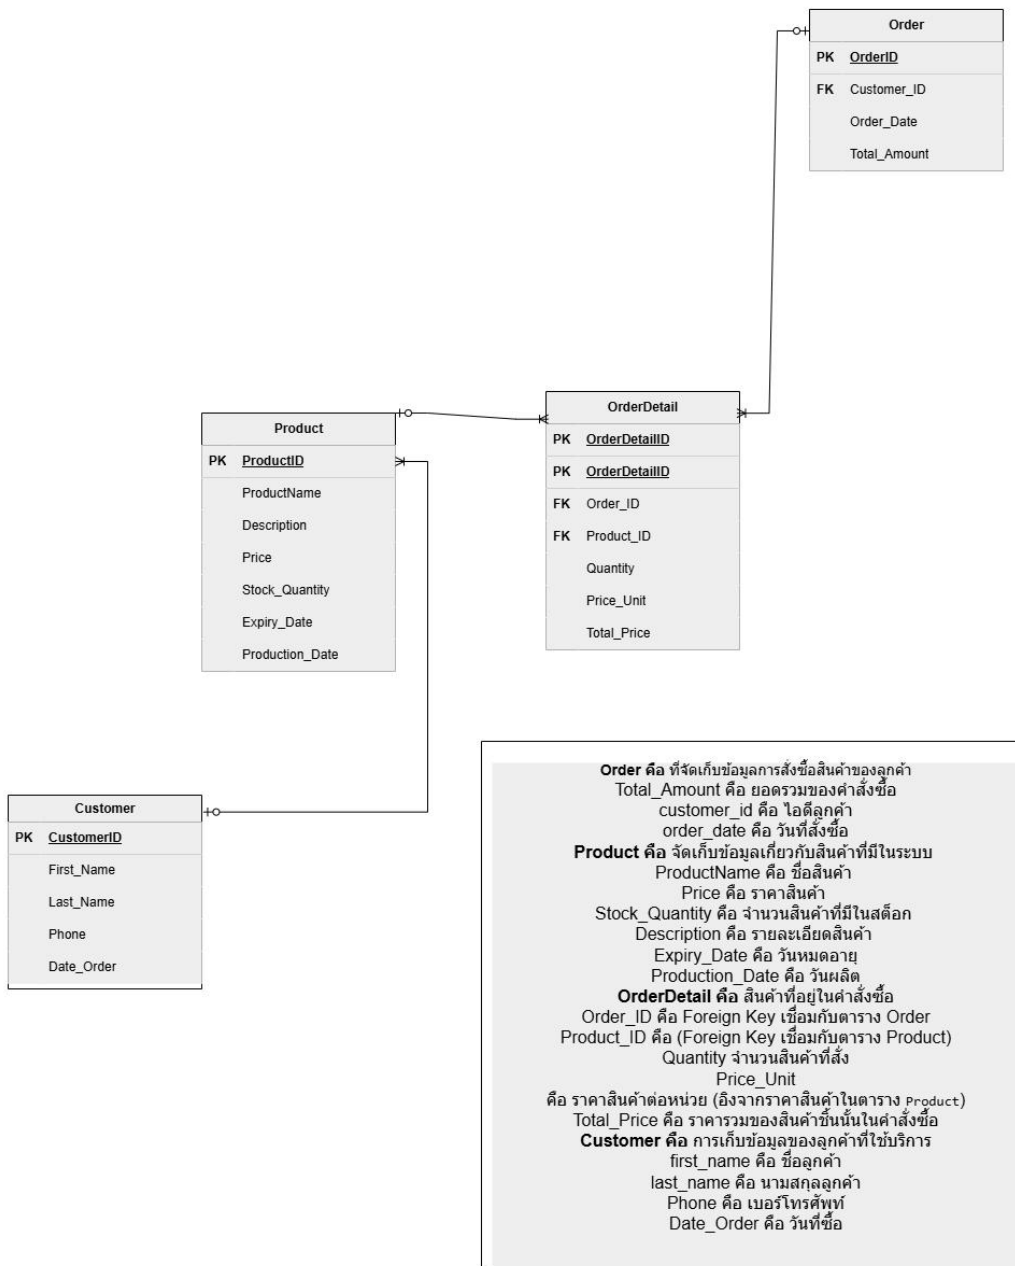 Order
PK OrderID
FK Customer_ID
Order_Date
Total_Amount
OrderDetail
PK OrderDetailID
PK OrderDetailID
FK Order_ID
FK Product_ID
Quantity
Price_Unit
Total_Price
Product
PK ProductID
ProductName
Description
Price
Stock_Quantity
Expiry_Date
Production_Date
Customer
PK CustomerID
First_Name
Last_Name
Phone
Date_Order
Order คือ ที่จัดเก็บข้อมูลการสั่งซื้อสินค้าของลูกค้า
Total_Amount คือ ยอดรวมของคำสั่งซื้อ
customer_id คือ ไอดีลูกค้า
order_date คือ วันที่สั่งซื้อ
Product คือ จัดเก็บข้อมูลเกี่ยวกับสินค้าที่มีในระบบ
ProductName คือ ชื่อสินค้า
Price คือ ราคาสินค้า
Stock_Quantity คือ จำนวนสินค้าที่มีในสต็อก
Description คือ รายละเอียดสินค้า
Expiry_Date คือ วันหมดอายุ
Production_Date คือ วันผลิต
OrderDetail คือ สินค้าที่อยู่ในคำสั่งซื้อ
Order_ID คือ Foreign Key เชื่อมกับตาราง Order
Product_ID คือ (Foreign Key เชื่อมกับตาราง Product)
Quantity จำนวนสินค้าที่สั่ง
Price_Unit
คือ ราคาสินค้าต่อหน่วย (อิงจากราคาสินค้าในตาราง Product)
Total_Price คือ ราคารวมของสินค้าชิ้นนั้นในคำสั่งซื้อ
Customer คือ การเก็บข้อมูลของลูกค้าที่ใช้บริการ
first_name คือ ชื่อลูกค้า
last_name คือ นามสกุลลูกค้า
Phone คือ เบอร์โทรศัพท์
Date_Order คือ วันที่ซื้อ